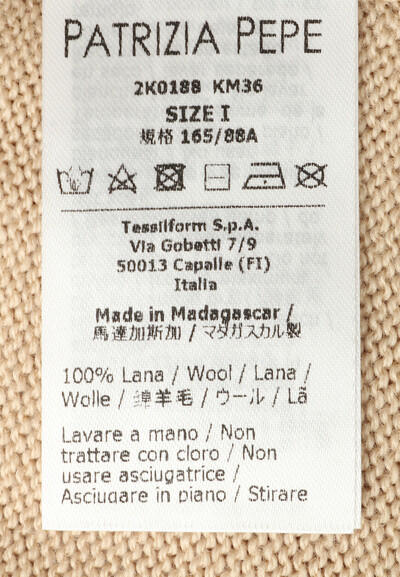 PATRIZIA PEPE
2K0188 KM36
SIZE I
規格 165/88A
Tessilform S.p.A.
Via Gobetti 7/9
50013 Capalle (FI)
Italia
Made in Madagascar /
馬達加斯加 / マダガスカル製
100% Lana / Wool / Lana /
Wolle / 绵羊毛 / ウール / Lã
Lavare a mano / Non
trattare con cloro / Non
usare asciugatrice /
Asciugare in piano / Stirare